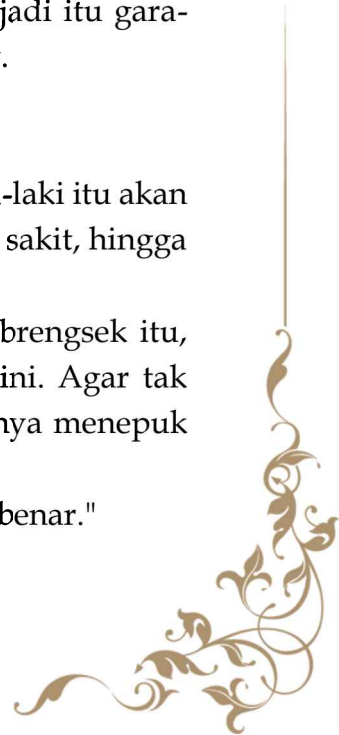 jadi itu gara-
.
-laki itu akan
sakit, hingga
brengsek itu,
ini. Agar tak
nya menepuk
benar."